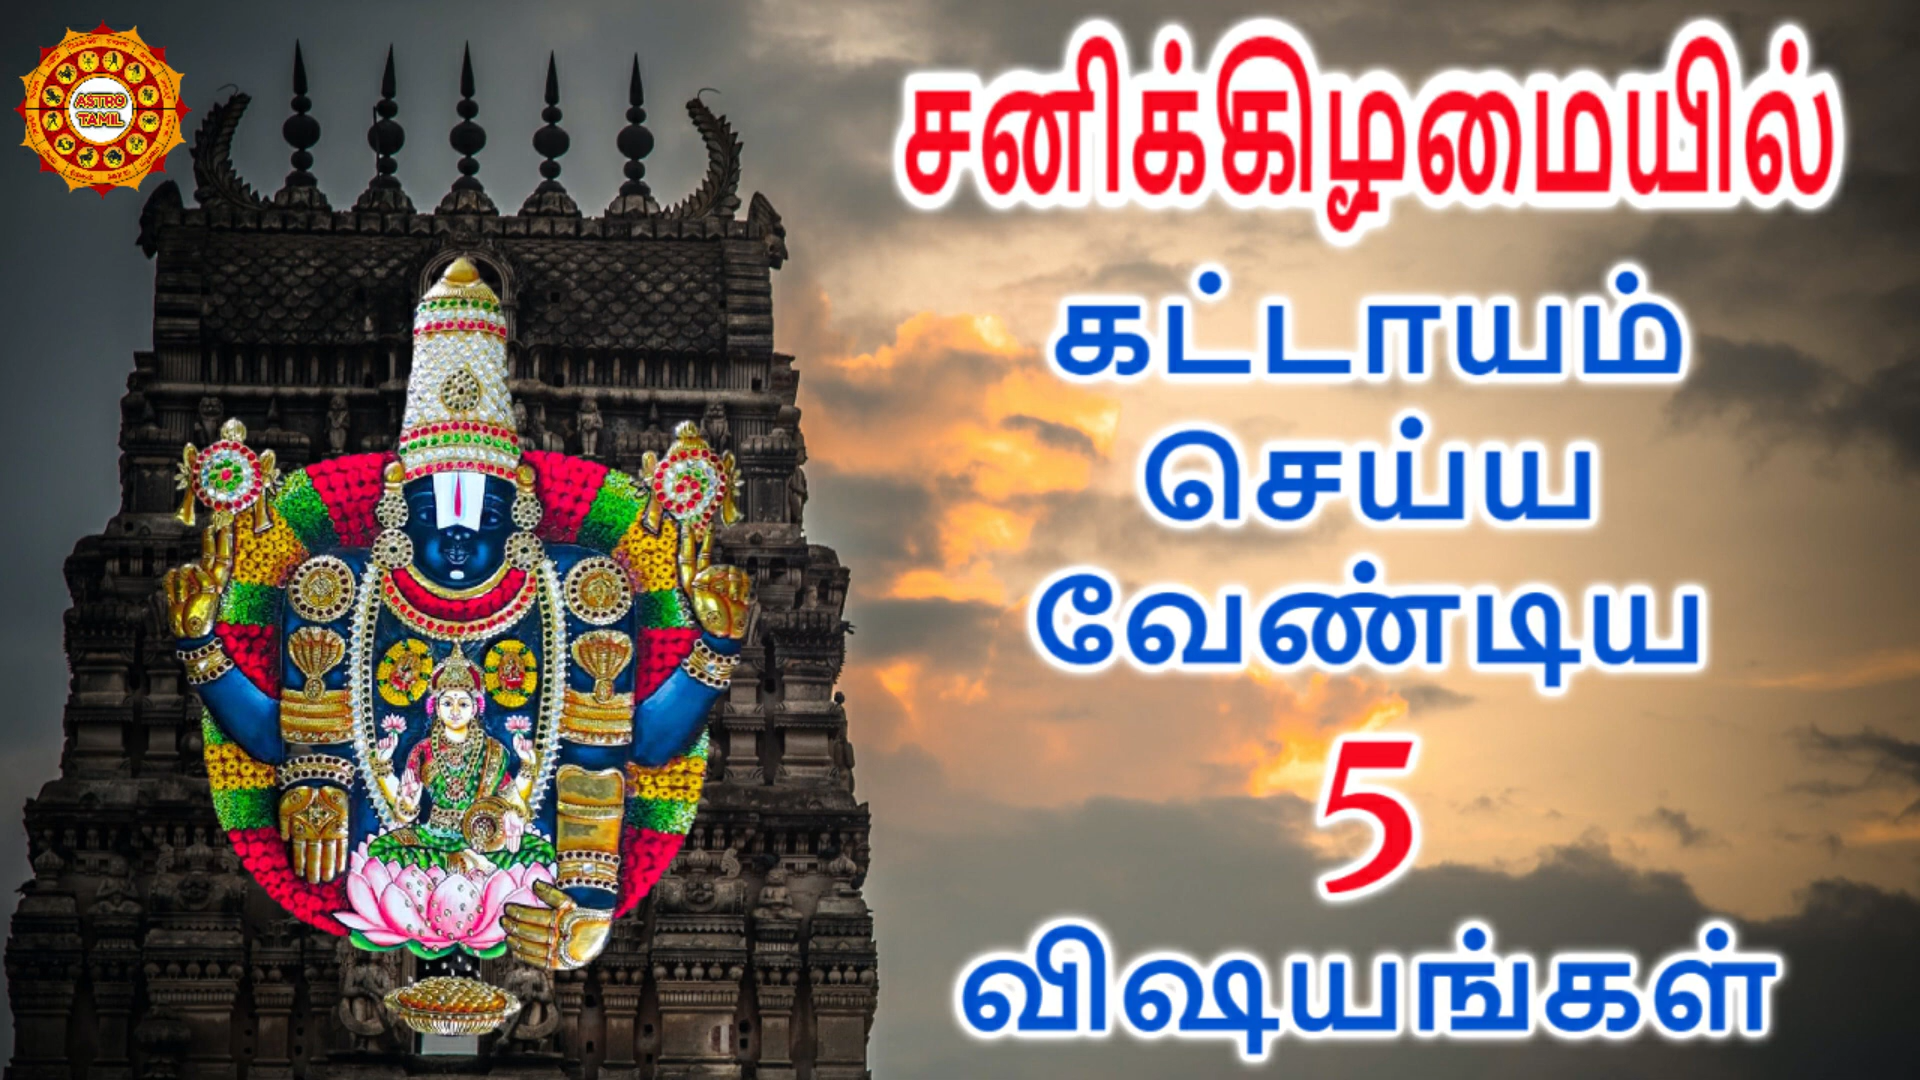 ASTRO
TAMIL
சனிக்கிழமையில்
கட்டாயம்
செய்ய
வேண்டிய
5
விஷயங்கள்